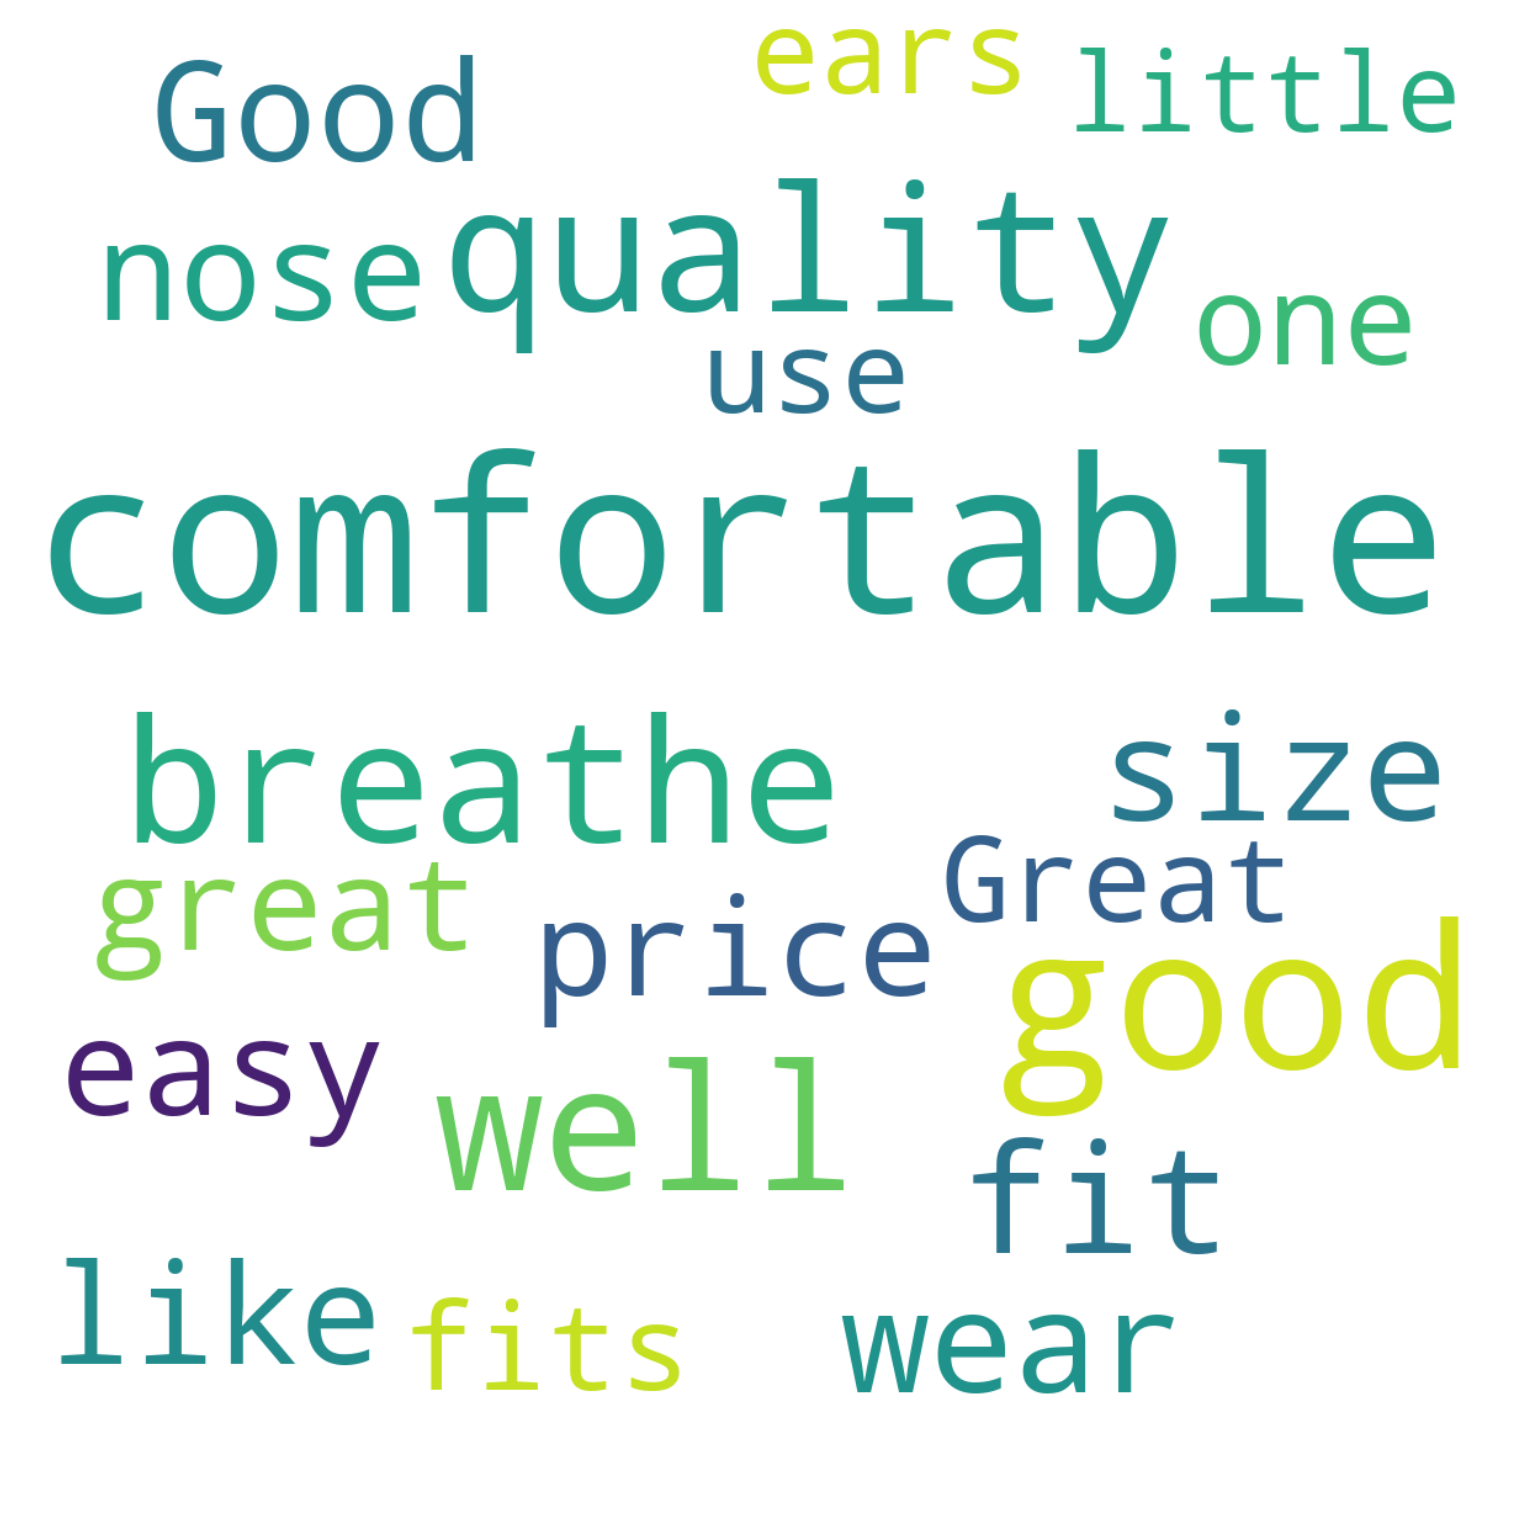 ears
Good
little
quality
nose
one
use
comfortable
breathe
size
great
Great
price
good
easy
well
fit
like
fits
wear